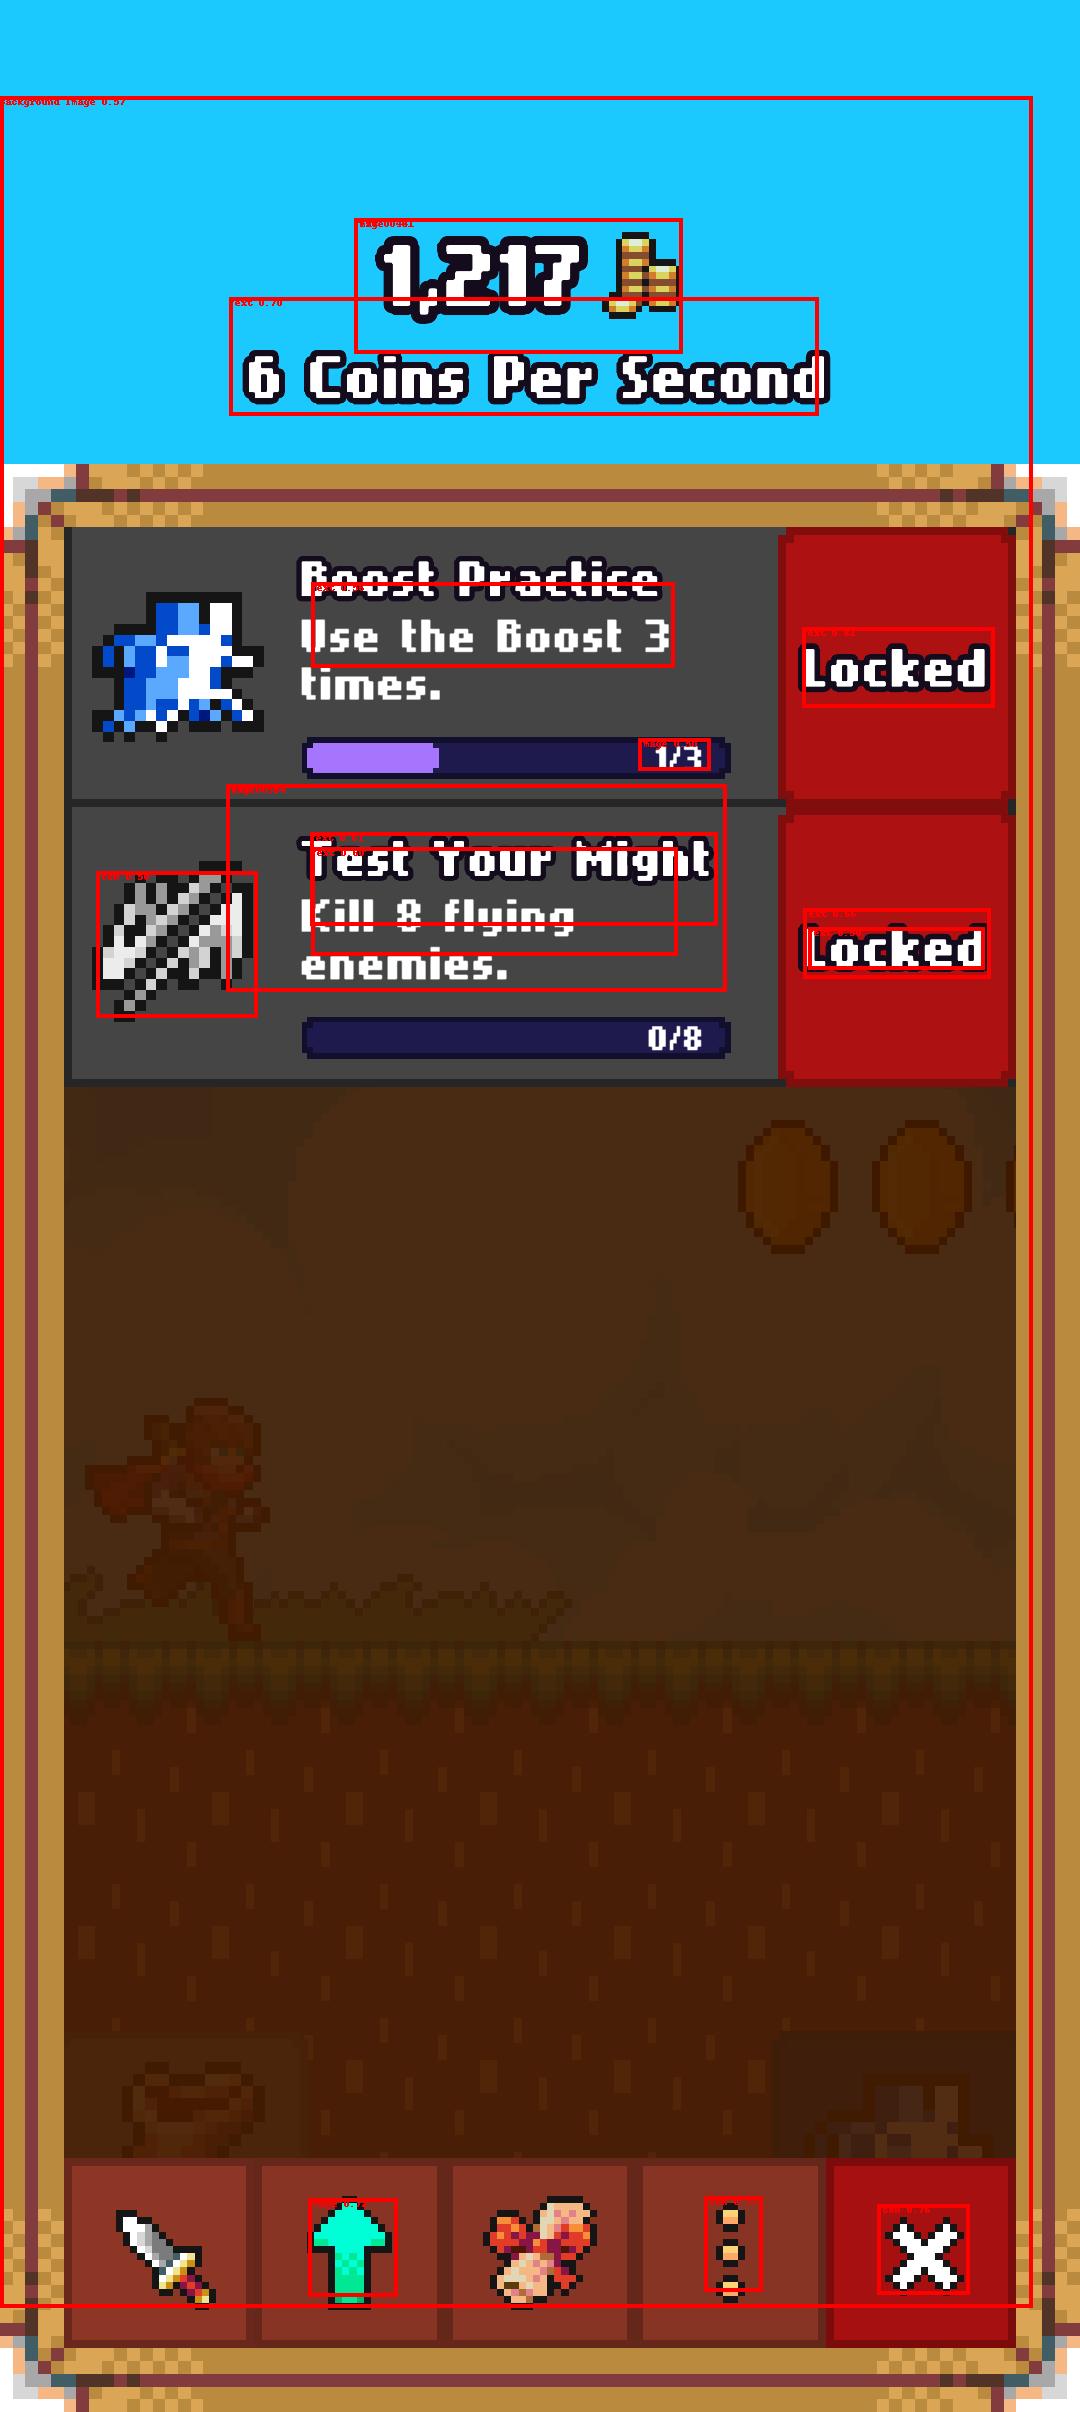 1,217
6 Coins Per Second
Boost Practice
Use the Boost 3
times.
1/3
Locked
Test Your Might
Kill 8 flying
enemies.
0/8
Locked